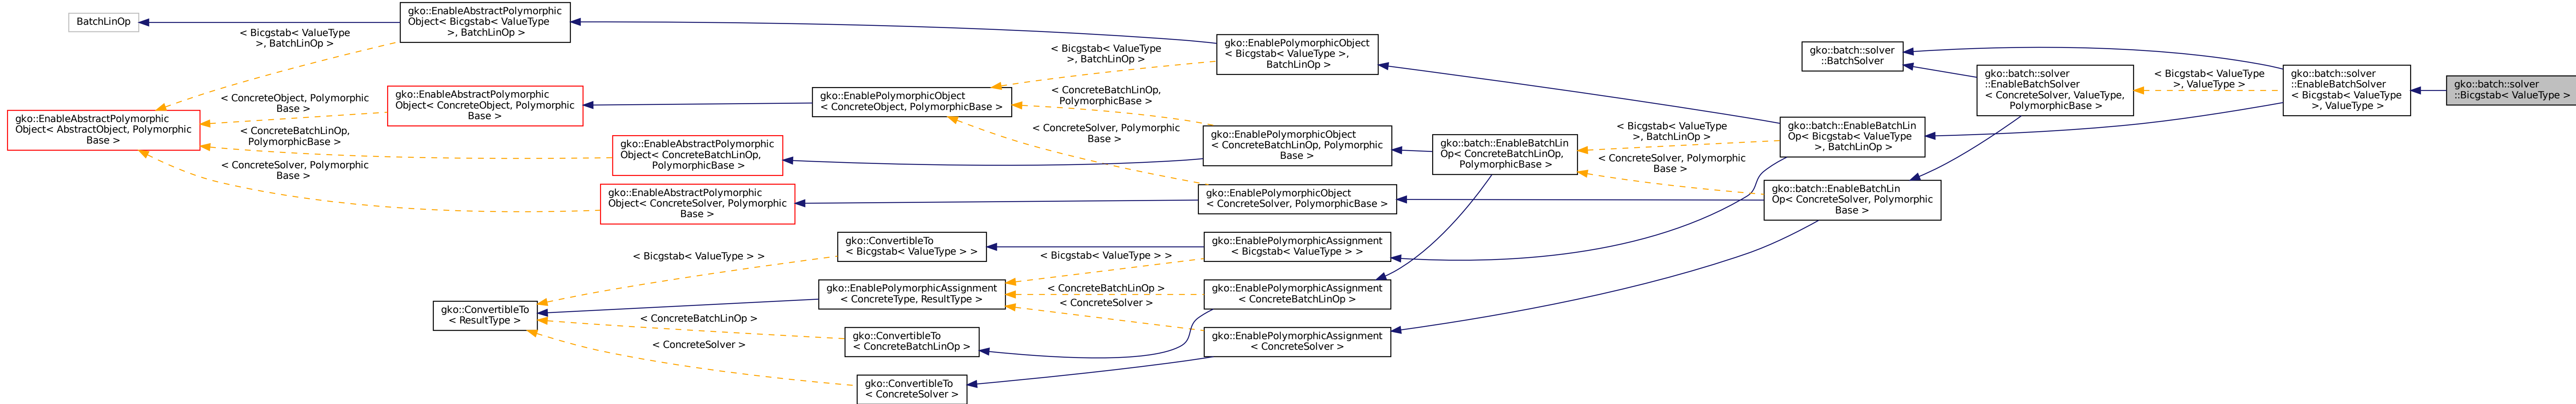 BatchLinOp
gko::EnableAbstractPolymorphic
Object< Bicgstab< ValueType
>, BatchLinOp >
< Bicgstab< ValueType
>, BatchLinOp >
gko::EnableAbstractPolymorphic
Object< AbstractObject, Polymorphic
Base >
< ConcreteObject, Polymorphic
Base >
gko::EnableAbstractPolymorphic
Object< ConcreteObject, Polymorphic
Base >
< ConcreteBatchLinOp,
PolymorphicBase >
gko::EnableAbstractPolymorphic
Object< ConcreteBatchLinOp,
PolymorphicBase >
< ConcreteSolver, Polymorphic
Base >
gko::EnableAbstractPolymorphic
Object< ConcreteSolver, Polymorphic
Base >
gko::EnablePolymorphicObject
< ConcreteObject, PolymorphicBase >
< Bicgstab< ValueType
>, BatchLinOp >
gko::EnablePolymorphicObject
< Bicgstab< ValueType >,
BatchLinOp >
< ConcreteBatchLinOp,
PolymorphicBase >
gko::EnablePolymorphicObject
< ConcreteBatchLinOp, Polymorphic
Base >
< ConcreteSolver, Polymorphic
Base >
gko::EnablePolymorphicObject
< ConcreteSolver, PolymorphicBase >
gko::batch::EnableBatchLin
Op< ConcreteBatchLinOp,
PolymorphicBase >
< Bicgstab< ValueType
>, BatchLinOp >
< ConcreteSolver, Polymorphic
Base >
gko::batch::EnableBatchLin
Op< Bicgstab< ValueType
>, BatchLinOp >
gko::batch::EnableBatchLin
Op< ConcreteSolver, Polymorphic
Base >
gko::batch::solver
::BatchSolver
gko::batch::solver
::EnableBatchSolver
< ConcreteSolver, ValueType,
PolymorphicBase >
< Bicgstab< ValueType
>, ValueType >
gko::batch::solver
::EnableBatchSolver
< Bicgstab< ValueType
>, ValueType >
gko::batch::solver
::Bicgstab< ValueType >
gko::ConvertibleTo
< ResultType >
< Bicgstab< ValueType > >
gko::ConvertibleTo
< Bicgstab< ValueType > >
gko::EnablePolymorphicAssignment
< ConcreteType, ResultType >
< ConcreteBatchLinOp >
gko::ConvertibleTo
< ConcreteBatchLinOp >
< ConcreteSolver >
gko::ConvertibleTo
< ConcreteSolver >
< Bicgstab< ValueType > >
gko::EnablePolymorphicAssignment
< Bicgstab< ValueType > >
< ConcreteBatchLinOp >
gko::EnablePolymorphicAssignment
< ConcreteBatchLinOp >
< ConcreteSolver >
gko::EnablePolymorphicAssignment
< ConcreteSolver >